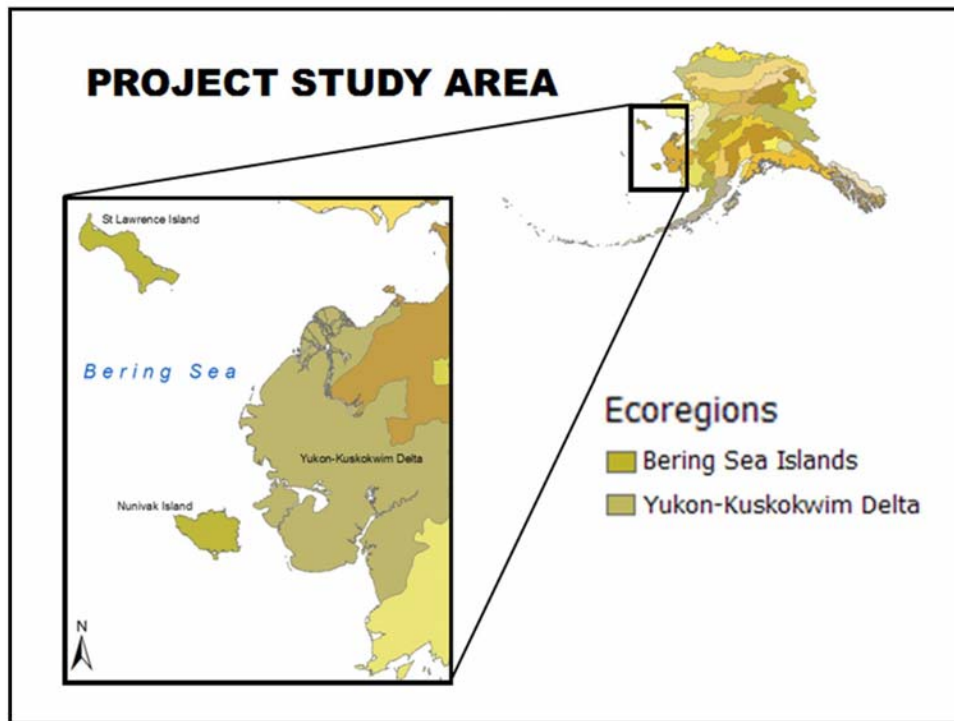 PROJECT STUDY AREA
St Lawrence Island
Bering Sea
Yukon-Kuskokwim Delta
Nunivak Island
N
Ecoregions
Bering Sea Islands
Yukon-Kuskokwim Delta